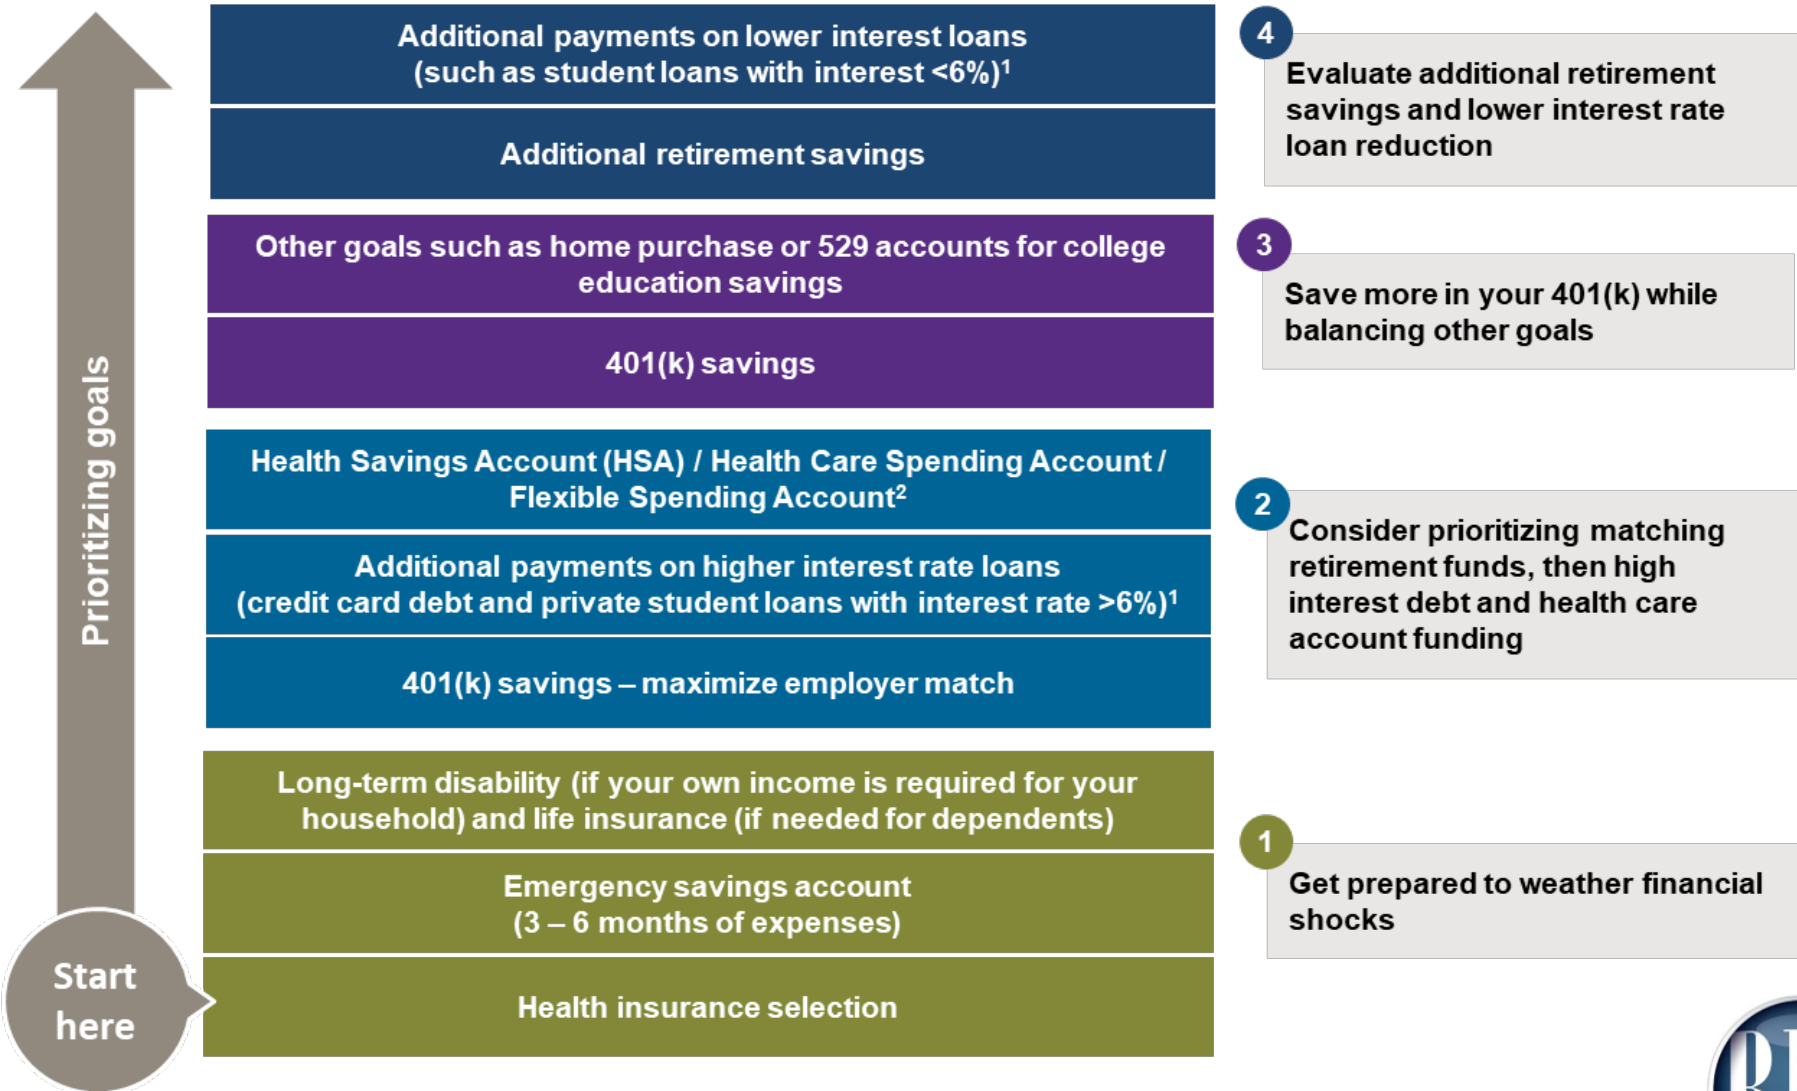 Additional payments on lower interest loans
(such as student loans with interest <6%)¹
Additional retirement savings
4
Evaluate additional retirement
savings and lower interest rate
loan reduction
Other goals such as home purchase or 529 accounts for college
education savings
401(k) savings
3
Save more in your 401(k) while
balancing other goals
Prioritizing goals
Health Savings Account (HSA) / Health Care Spending Account /
Flexible Spending Account²
Additional payments on higher interest rate loans
(credit card debt and private student loans with interest rate >6%)¹
401(k) savings – maximize employer match
2
Consider prioritizing matching
retirement funds, then high
interest debt and health care
account funding
Long-term disability (if your own income is required for your
household) and life insurance (if needed for dependents)
Emergency savings account
(3 – 6 months of expenses)
Health insurance selection
1
Get prepared to weather financial
shocks
Start
here